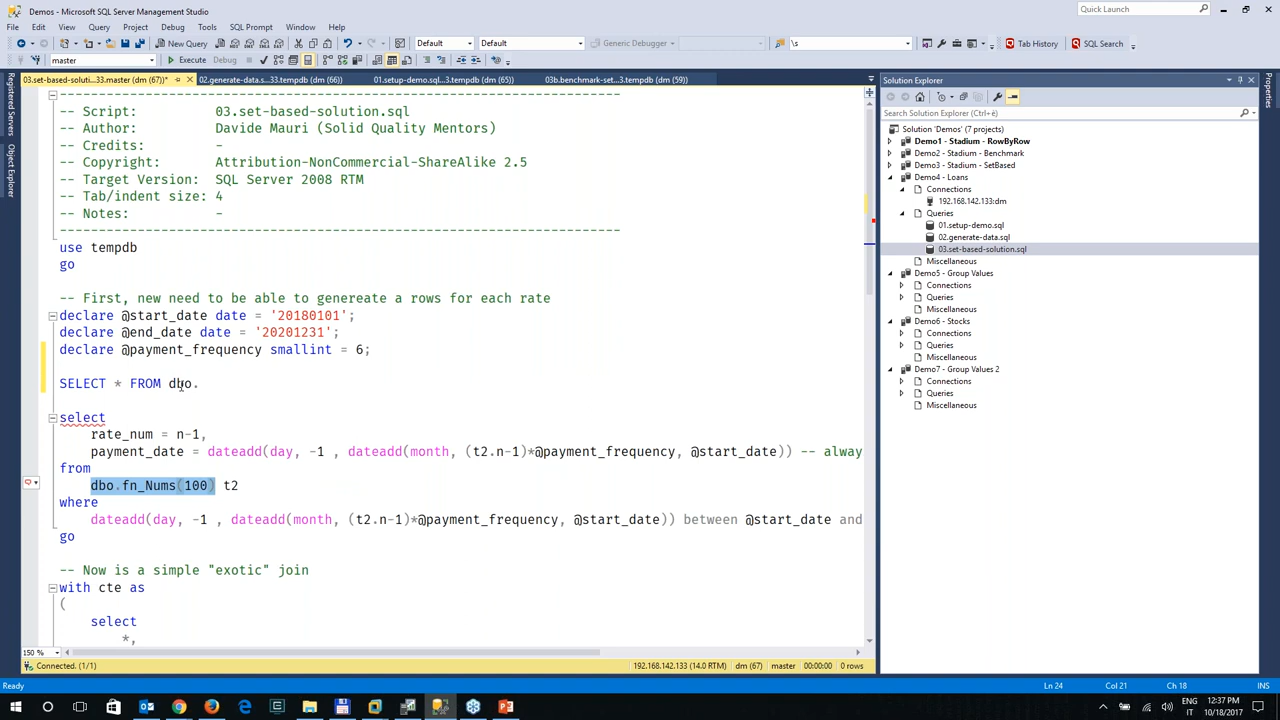 Demos - Microsoft SQL Server Management Studio
Quick Launch
File Edit View Query Project Debug Tools SQL Prompt Window Help
New Query Default Default Generic Debugger \s Tab History SQL Search
master Execute Debug
03.set-based-soluti...33.master (dm (67))* 02.generate-data.s...33.tempdb (dm (66)) 01.setup-demo.sql...3.tempdb (dm (65)) 03b.benchmark-set...3.tempdb (dm (59))
Registered Servers
Object Explorer
-- Script: 03.set-based-solution.sql
-- Author: Davide Mauri (Solid Quality Mentors)
-- Credits: -
-- Copyright: Attribution-NonCommercial-ShareAlike 2.5
-- Target Version: SQL Server 2008 RTM
-- Tab/indent size: 4
-- Notes: -
use tempdb
go
-- First, new need to be able to genereate a rows for each rate
declare @start_date date = '20180101';
declare @end_date date = '20201231';
declare @payment_frequency smallint = 6;
SELECT * FROM dbo.
select
rate_num = n-1,
payment_date = dateadd(day, -1 , dateadd(month, (t2.n-1)*@payment_frequency, @start_date)) -- alway
from
dbo.fn_Nums(100) t2
where
dateadd(day, -1 , dateadd(month, (t2.n-1)*@payment_frequency, @start_date)) between @start_date and
go
-- Now is a simple "exotic" join
with cte as
(
select
*,
150 %
Connected. (1/1) 192.168.142.133 (14.0 RTM) dm (67) master 00:00:00 0 rows
Solution Explorer
Search Solution Explorer (Ctrl+è)
Solution 'Demos' (7 projects)
Demo1 - Stadium - RowByRow
Demo2 - Stadium - Benchmark
Demo3 - Stadium - SetBased
Demo4 - Loans
Connections
192.168.142.133:dm
Queries
01.setup-demo.sql
02.generate-data.sql
03.set-based-solution.sql
Miscellaneous
Demo5 - Group Values
Connections
Queries
Miscellaneous
Demo6 - Stocks
Connections
Queries
Miscellaneous
Demo7 - Group Values 2
Connections
Queries
Miscellaneous
Properties
Ready Ln 24 Col 21 Ch 18 INS
ENG 12:37 PM
IT 10/18/2017